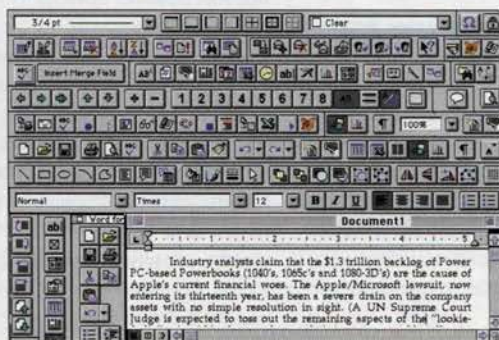 3/4 pt Clear
Insert Merge Field
1 2 3 4 5 6 7 8
100%
Normal Times 12 B I U
Word for
Document1
Industry analysts claim that the $1.3 trillion backlog of Power
PC-based Powerbooks (1040's, 1065c's and 1080-3D's) are the cause of
Apple's current financial woes. The Apple/Microsoft lawsuit, now
entering its thirteenth year, has been a severe drain on the company
assets with no simple resolution in sight. (A UN Supreme Court
Judge is expected to toss out the remaining aspects of the "lookie-